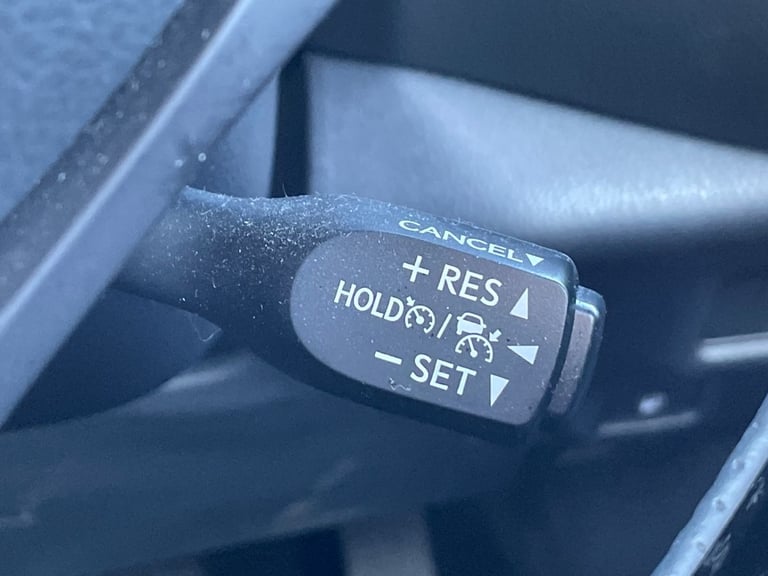 CANCEL▼
+ RES ▲
HOLD / ◀
− SET ▼